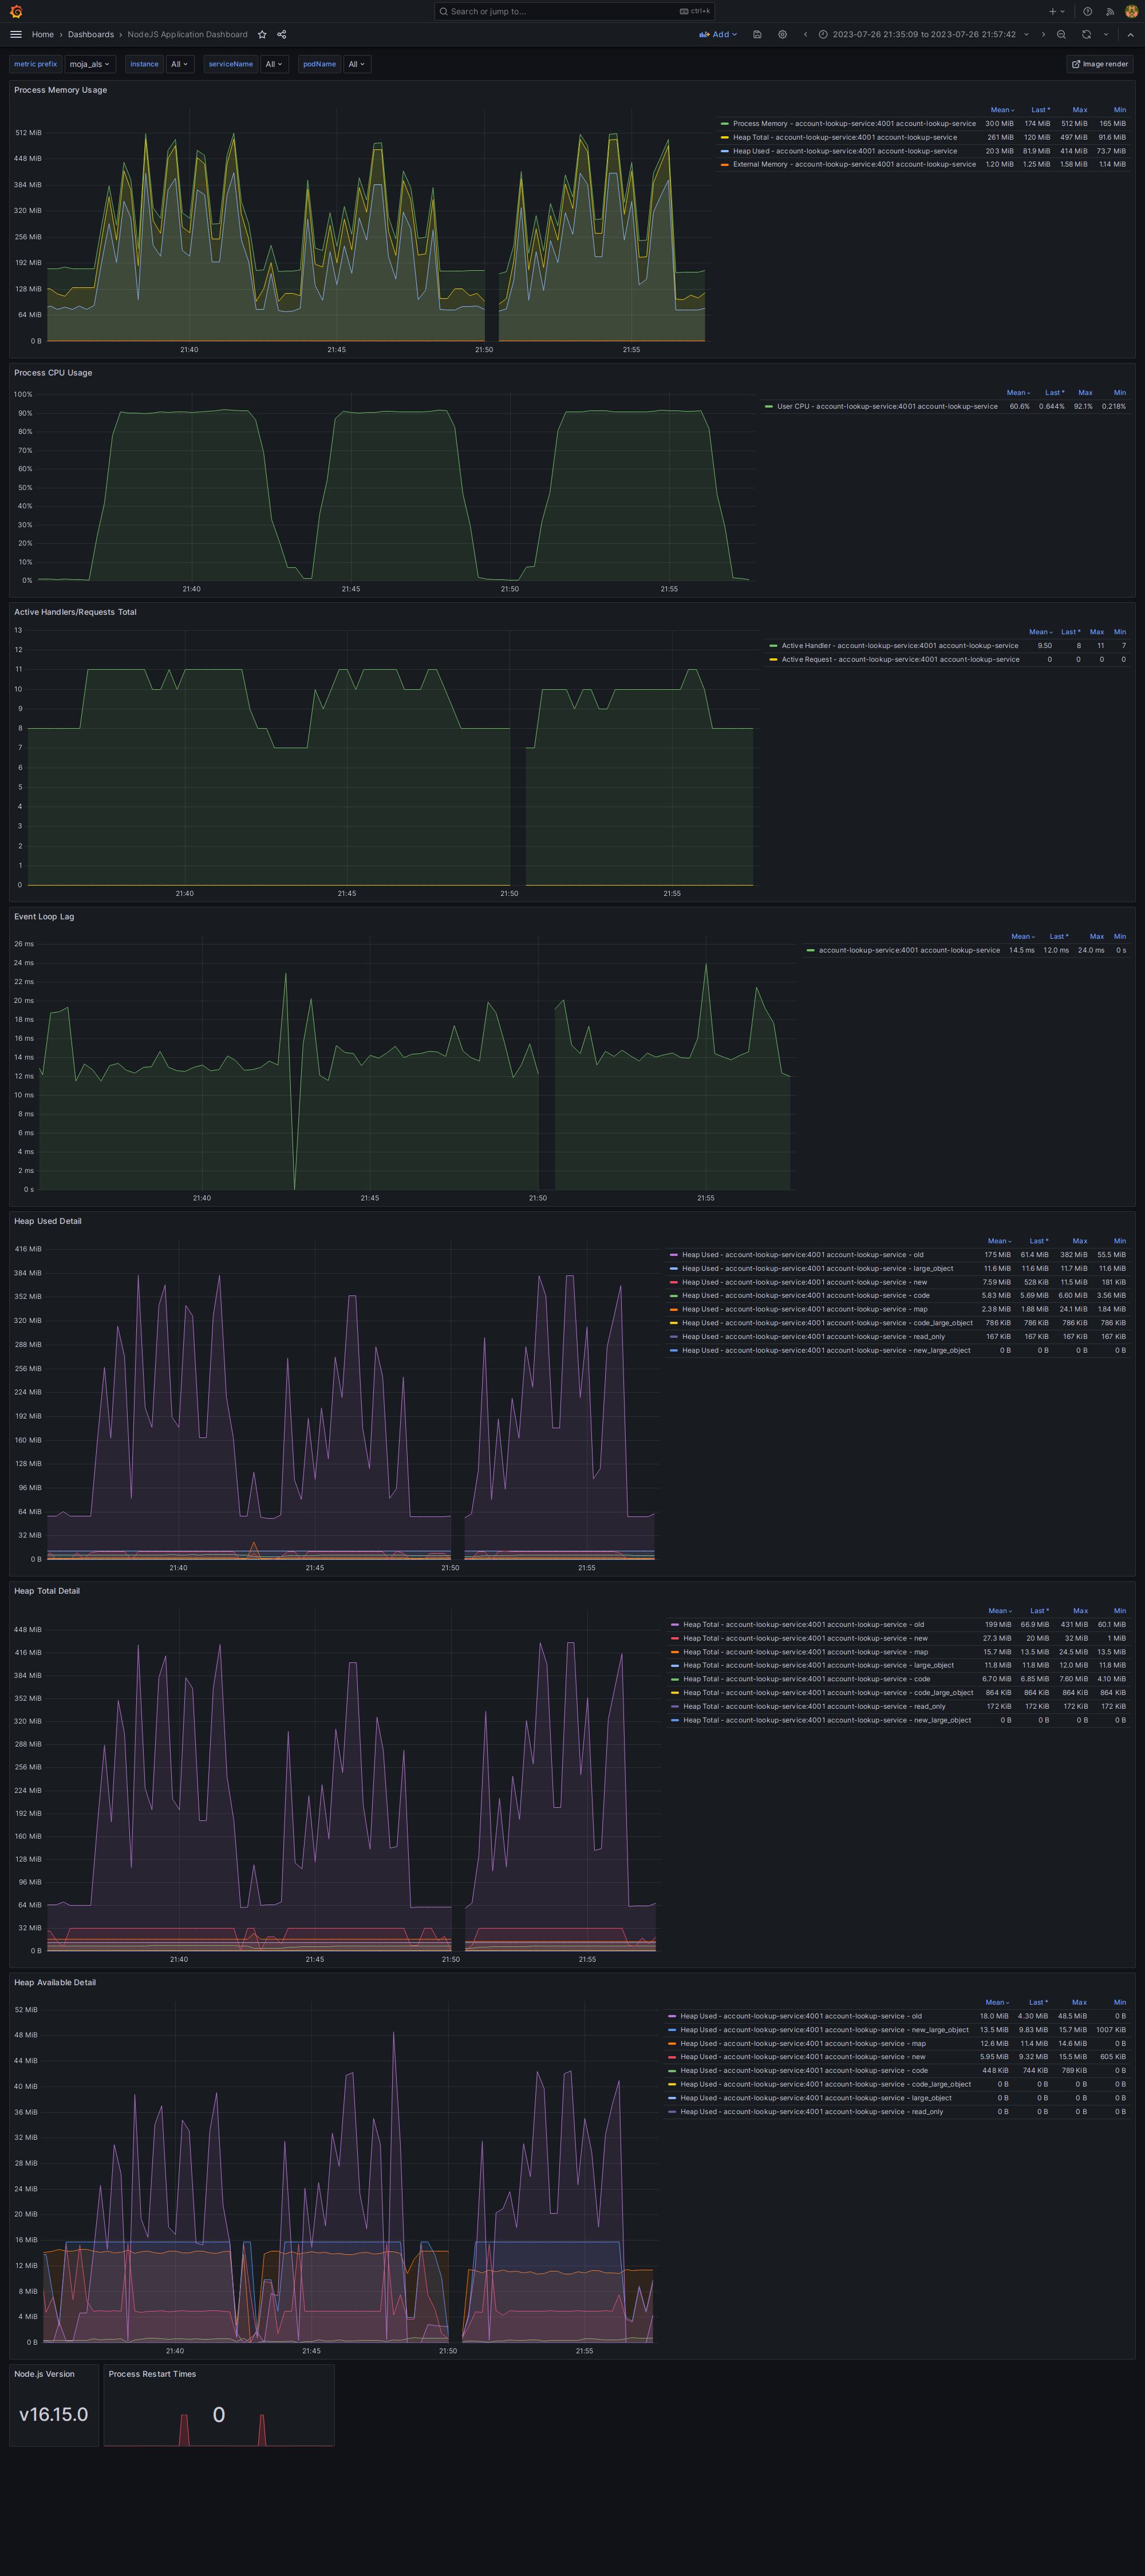 Search or jump to...
ctrl+k
Home › Dashboards › NodeJS Application Dashboard
Add
2023-07-26 21:35:09 to 2023-07-26 21:57:42
metric prefix moja_als instance All serviceName All podName All
Image render
Process Memory Usage
512 MiB
448 MiB
384 MiB
320 MiB
256 MiB
192 MiB
128 MiB
64 MiB
0 B
21:40 21:45 21:50 21:55
Mean Last * Max Min
Process Memory - account-lookup-service:4001 account-lookup-service 300 MiB 174 MiB 512 MiB 165 MiB
Heap Total - account-lookup-service:4001 account-lookup-service 261 MiB 120 MiB 497 MiB 91.6 MiB
Heap Used - account-lookup-service:4001 account-lookup-service 203 MiB 81.9 MiB 414 MiB 73.7 MiB
External Memory - account-lookup-service:4001 account-lookup-service 1.20 MiB 1.25 MiB 1.58 MiB 1.14 MiB
Process CPU Usage
100%
90%
80%
70%
60%
50%
40%
30%
20%
10%
0%
21:40 21:45 21:50 21:55
Mean Last * Max Min
User CPU - account-lookup-service:4001 account-lookup-service 60.6% 0.644% 92.1% 0.218%
Active Handlers/Requests Total
13
12
11
10
9
8
7
6
5
4
3
2
1
0
21:40 21:45 21:50 21:55
Mean Last * Max Min
Active Handler - account-lookup-service:4001 account-lookup-service 9.50 8 11 7
Active Request - account-lookup-service:4001 account-lookup-service 0 0 0 0
Event Loop Lag
26 ms
24 ms
22 ms
20 ms
18 ms
16 ms
14 ms
12 ms
10 ms
8 ms
6 ms
4 ms
2 ms
0 s
21:40 21:45 21:50 21:55
Mean Last * Max Min
account-lookup-service:4001 account-lookup-service 14.5 ms 12.0 ms 24.0 ms 0 s
Heap Used Detail
416 MiB
384 MiB
352 MiB
320 MiB
288 MiB
256 MiB
224 MiB
192 MiB
160 MiB
128 MiB
96 MiB
64 MiB
32 MiB
0 B
21:40 21:45 21:50 21:55
Mean Last * Max Min
Heap Used - account-lookup-service:4001 account-lookup-service - old 175 MiB 61.4 MiB 382 MiB 55.5 MiB
Heap Used - account-lookup-service:4001 account-lookup-service - large_object 11.6 MiB 11.6 MiB 11.7 MiB 11.6 MiB
Heap Used - account-lookup-service:4001 account-lookup-service - new 7.59 MiB 528 KiB 11.5 MiB 181 KiB
Heap Used - account-lookup-service:4001 account-lookup-service - code 5.83 MiB 5.69 MiB 6.60 MiB 3.56 MiB
Heap Used - account-lookup-service:4001 account-lookup-service - map 2.38 MiB 1.88 MiB 24.1 MiB 1.84 MiB
Heap Used - account-lookup-service:4001 account-lookup-service - code_large_object 786 KiB 786 KiB 786 KiB 786 KiB
Heap Used - account-lookup-service:4001 account-lookup-service - read_only 167 KiB 167 KiB 167 KiB 167 KiB
Heap Used - account-lookup-service:4001 account-lookup-service - new_large_object 0 B 0 B 0 B 0 B
Heap Total Detail
448 MiB
416 MiB
384 MiB
352 MiB
320 MiB
288 MiB
256 MiB
224 MiB
192 MiB
160 MiB
128 MiB
96 MiB
64 MiB
32 MiB
0 B
21:40 21:45 21:50 21:55
Mean Last * Max Min
Heap Total - account-lookup-service:4001 account-lookup-service - old 199 MiB 66.9 MiB 431 MiB 60.1 MiB
Heap Total - account-lookup-service:4001 account-lookup-service - new 27.3 MiB 20 MiB 32 MiB 1 MiB
Heap Total - account-lookup-service:4001 account-lookup-service - map 15.7 MiB 13.5 MiB 24.5 MiB 13.5 MiB
Heap Total - account-lookup-service:4001 account-lookup-service - large_object 11.8 MiB 11.8 MiB 12.0 MiB 11.8 MiB
Heap Total - account-lookup-service:4001 account-lookup-service - code 6.70 MiB 6.85 MiB 7.60 MiB 4.10 MiB
Heap Total - account-lookup-service:4001 account-lookup-service - code_large_object 864 KiB 864 KiB 864 KiB 864 KiB
Heap Total - account-lookup-service:4001 account-lookup-service - read_only 172 KiB 172 KiB 172 KiB 172 KiB
Heap Total - account-lookup-service:4001 account-lookup-service - new_large_object 0 B 0 B 0 B 0 B
Heap Available Detail
52 MiB
48 MiB
44 MiB
40 MiB
36 MiB
32 MiB
28 MiB
24 MiB
20 MiB
16 MiB
12 MiB
8 MiB
4 MiB
0 B
21:40 21:45 21:50 21:55
Mean Last * Max Min
Heap Used - account-lookup-service:4001 account-lookup-service - old 18.0 MiB 4.30 MiB 48.5 MiB 0 B
Heap Used - account-lookup-service:4001 account-lookup-service - new_large_object 13.5 MiB 9.83 MiB 15.7 MiB 1007 KiB
Heap Used - account-lookup-service:4001 account-lookup-service - map 12.6 MiB 11.4 MiB 14.6 MiB 0 B
Heap Used - account-lookup-service:4001 account-lookup-service - new 5.95 MiB 9.32 MiB 15.5 MiB 605 KiB
Heap Used - account-lookup-service:4001 account-lookup-service - code 448 KiB 744 KiB 789 KiB 0 B
Heap Used - account-lookup-service:4001 account-lookup-service - code_large_object 0 B 0 B 0 B 0 B
Heap Used - account-lookup-service:4001 account-lookup-service - large_object 0 B 0 B 0 B 0 B
Heap Used - account-lookup-service:4001 account-lookup-service - read_only 0 B 0 B 0 B 0 B
Node.js Version
v16.15.0
Process Restart Times
0